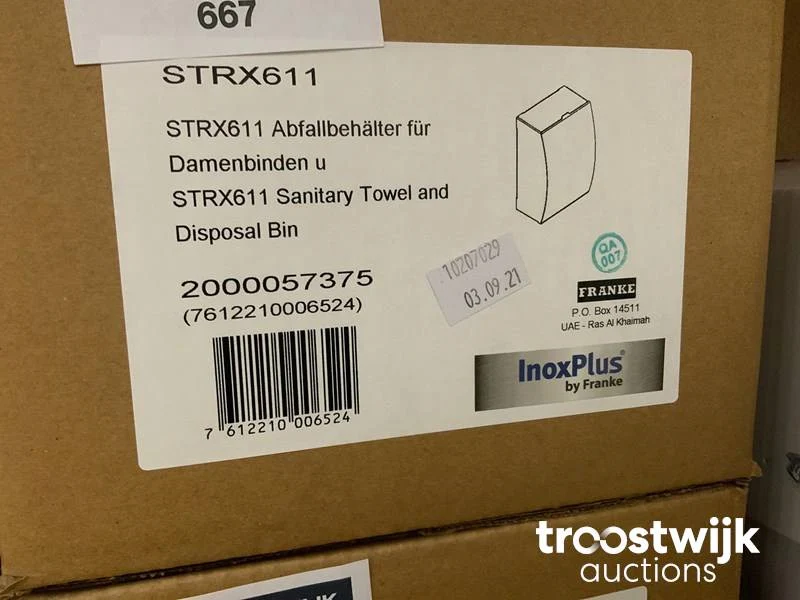 667
STRX611
STRX611 Abfallbehälter für
Damenbinden u
STRX611 Sanitary Towel and
Disposal Bin
2000057375
(7612210006524)
7 612210 006524
10207029
03.09.21
QA
007
FRANKE
P.O. Box 14511
UAE - Ras Al Khaimah
InoxPlus®
by Franke
troostwijk
auctions